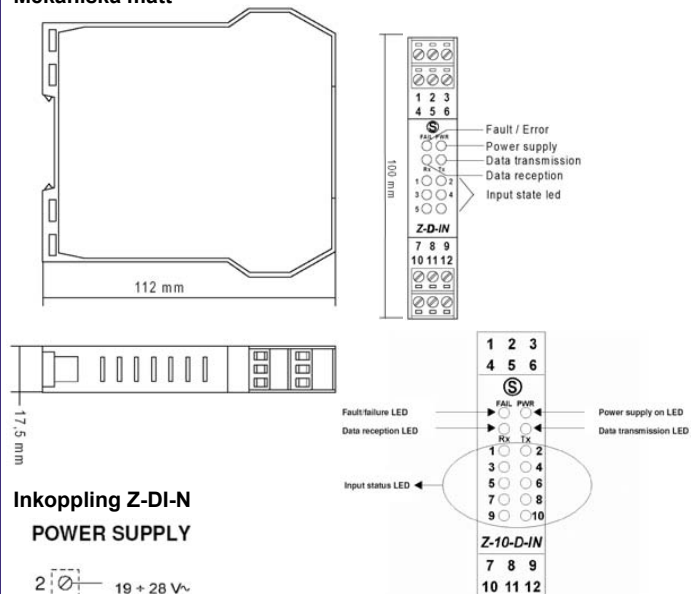 Mekaniska mått
1 2 3
4 5 6
S
FAIL PWR
Rx Tx
1 2
3 4
5
Z-D-IN
7 8 9
10 11 12
Fault / Error
Power supply
Data transmission
Data reception
Input state led
100 mm
112 mm
17,5 mm
1 2 3
4 5 6
S
FAIL PWR
Fault/failure LED
Power supply on LED
Data reception LED
Data transmission LED
Rx Tx
1 2
3 4
5 6
7 8
9 10
Input status LED
Z-10-D-IN
7 8 9
10 11 12
Inkoppling Z-DI-N
POWER SUPPLY
2 19 ÷ 28 V~